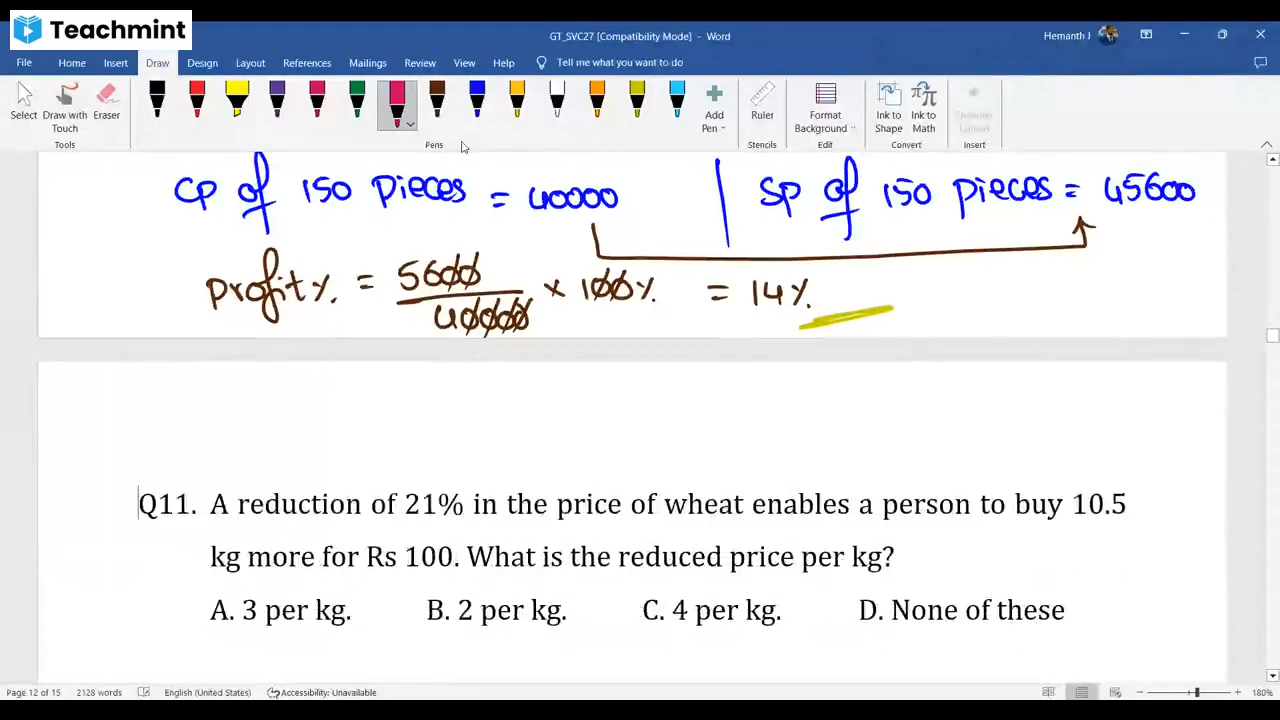 Teachmint
GT_SVC27 [Compatibility Mode] - Word
Hemanth J
File Home Insert Draw Design Layout References Mailings Review View Help Tell me what you want to do
Select Draw with Touch Eraser Add Pen Ruler Format Background Ink to Shape Ink to Math
Tools Pens Stencils Edit Convert Insert
CP of 150 pieces = 40000 SP of 150 pieces = 45600
Profit% = 5600/40000 × 100% = 14%
Q11. A reduction of 21% in the price of wheat enables a person to buy 10.5
kg more for Rs 100. What is the reduced price per kg?
A. 3 per kg. B. 2 per kg. C. 4 per kg. D. None of these
Page 12 of 15 2128 words English (United States) Accessibility: Unavailable 180%